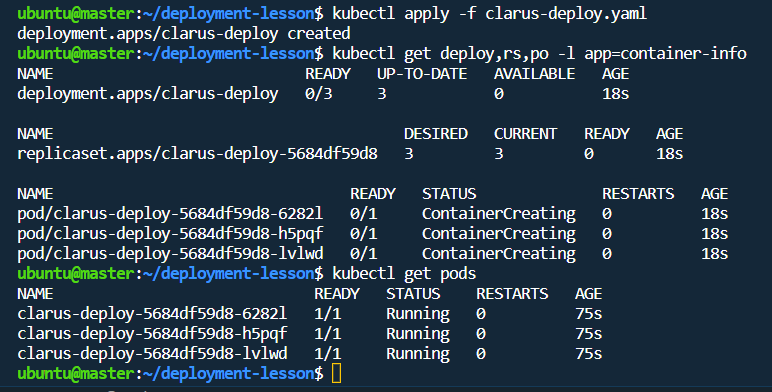 ubuntu@master:~/deployment-lesson$ kubectl apply -f clarus-deploy.yaml
deployment.apps/clarus-deploy created
ubuntu@master:~/deployment-lesson$ kubectl get deploy,rs,po -l app=container-info
NAME READY UP-TO-DATE AVAILABLE AGE
deployment.apps/clarus-deploy 0/3 3 0 18s
NAME DESIRED CURRENT READY AGE
replicaset.apps/clarus-deploy-5684df59d8 3 3 0 18s
NAME READY STATUS RESTARTS AGE
pod/clarus-deploy-5684df59d8-6282l 0/1 ContainerCreating 0 18s
pod/clarus-deploy-5684df59d8-h5pqf 0/1 ContainerCreating 0 18s
pod/clarus-deploy-5684df59d8-lvlwd 0/1 ContainerCreating 0 18s
ubuntu@master:~/deployment-lesson$ kubectl get pods
NAME READY STATUS RESTARTS AGE
clarus-deploy-5684df59d8-6282l 1/1 Running 0 75s
clarus-deploy-5684df59d8-h5pqf 1/1 Running 0 75s
clarus-deploy-5684df59d8-lvlwd 1/1 Running 0 75s
ubuntu@master:~/deployment-lesson$